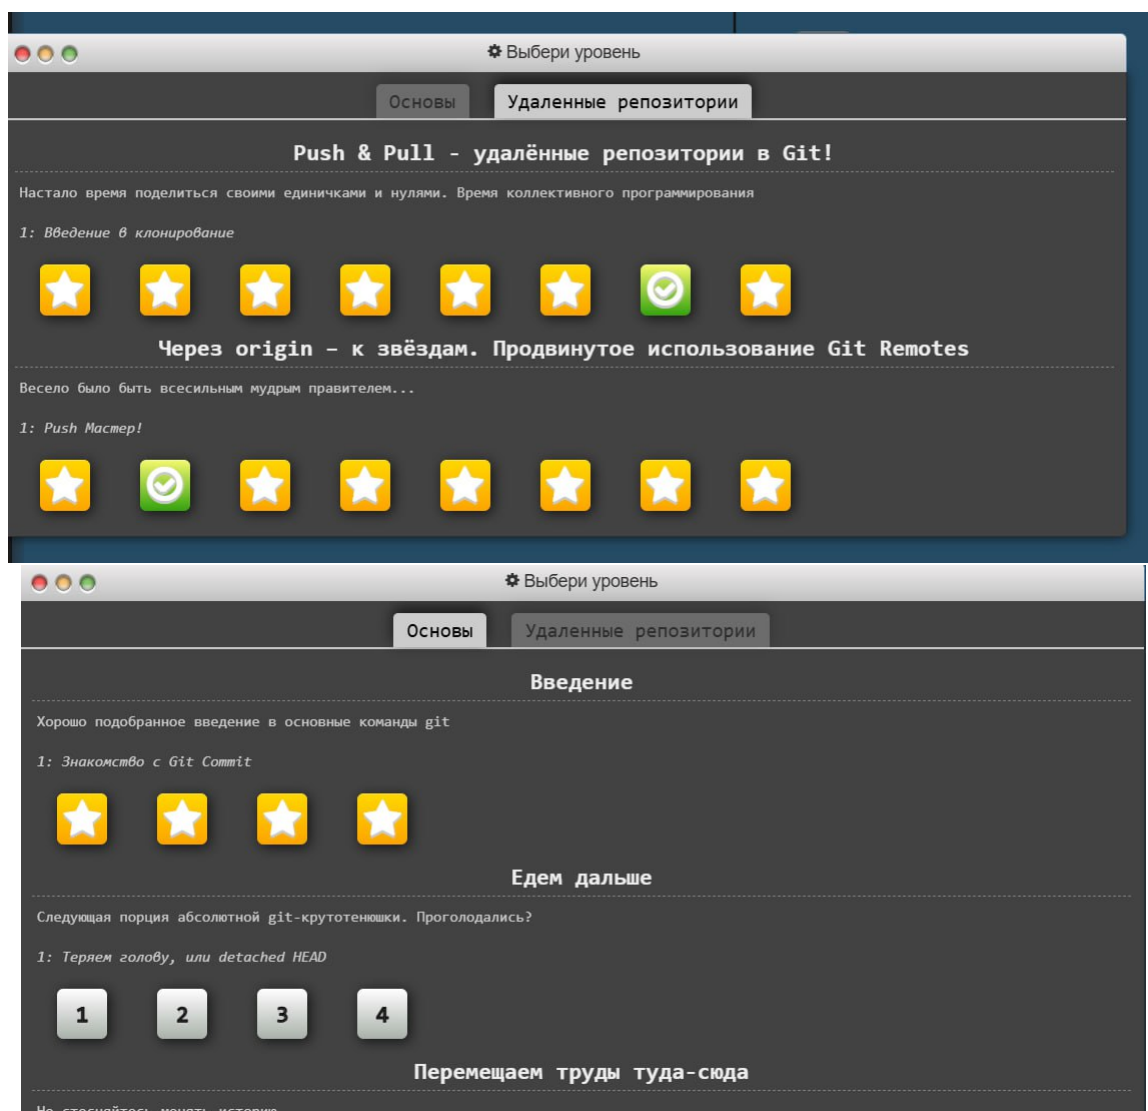 Выбери уровень
Основы Удаленные репозитории
Push & Pull - удалённые репозитории в Git!
Настало время поделиться своими единичками и нулями. Время коллективного программирования
1: Введение в клонирование
Через origin – к звёздам. Продвинутое использование Git Remotes
Весело было быть всесильным мудрым правителем...
1: Push Мастер!
Выбери уровень
Основы Удаленные репозитории
Введение
Хорошо подобранное введение в основные команды git
1: Знакомство с Git Commit
Едем дальше
Следующая порция абсолютной git-крутотенюшки. Проголодались?
1: Теряем голову, или detached HEAD
1 2 3 4
Перемещаем труды туда-сюда